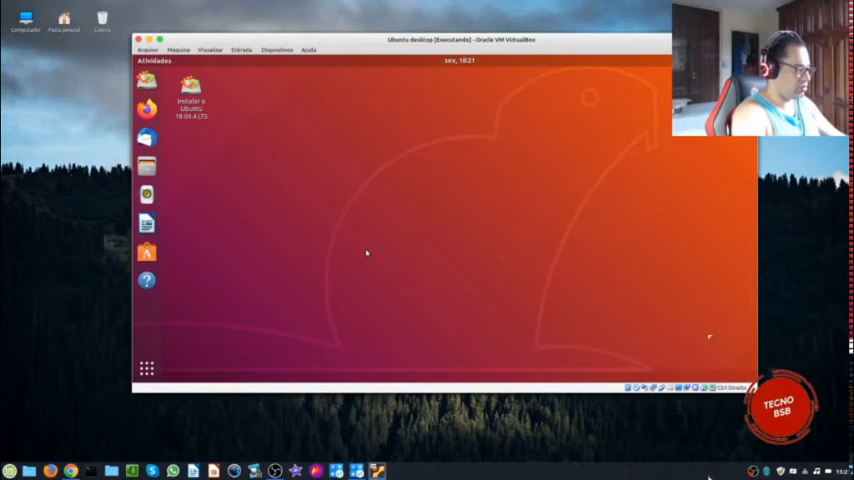 Ubuntu desktop [Executando] - Oracle VM VirtualBox
Arquivo Máquina Visualizar Entrada Dispositivos Ajuda
Atividades
sex, 18:21
Computador
Pasta pessoal
Lixeira
Instalar o
Ubuntu
18.04.4 LTS
Ctrl Direito
TECNO
BSB